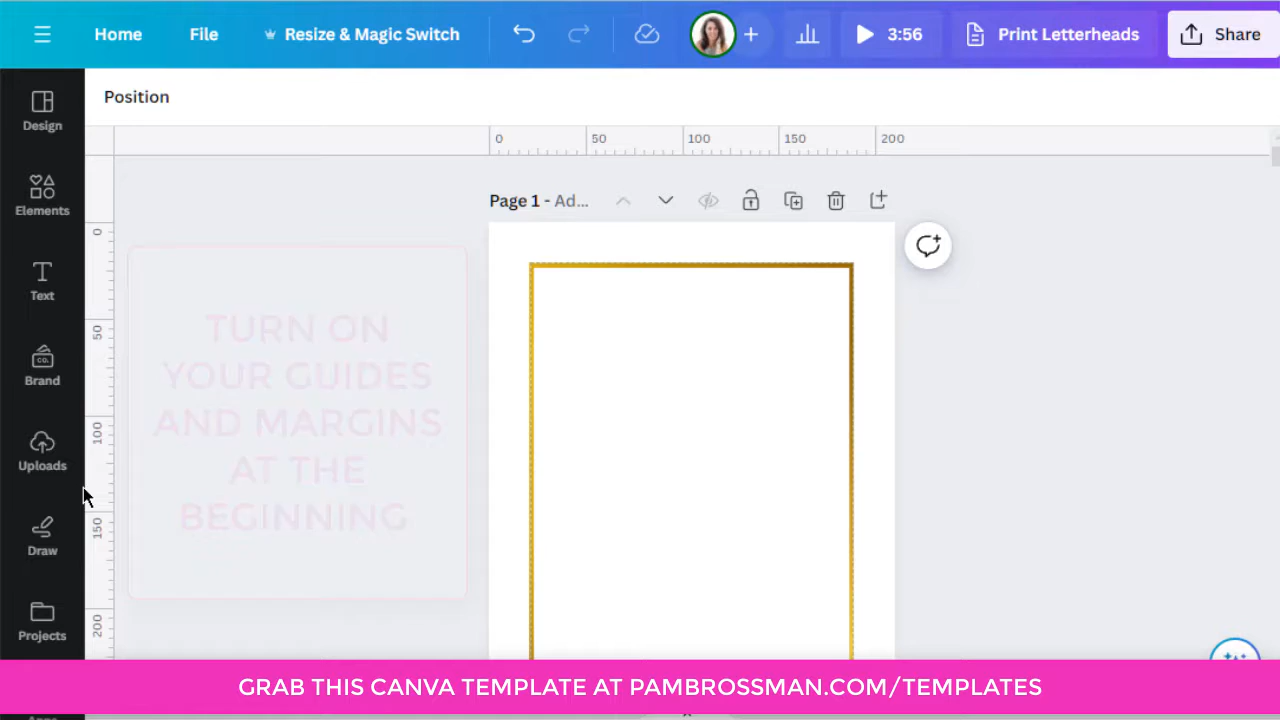 Home File Resize & Magic Switch 3:56 Print Letterheads Share
Position
Design
Elements
Text
CO.
Brand
Uploads
Draw
Projects
0 50 100 150 200
0
50
100
150
200
Page 1 - Ad...
TURN ON
YOUR GUIDES
AND MARGINS
AT THE
BEGINNING
GRAB THIS CANVA TEMPLATE AT PAMBROSSMAN.COM/TEMPLATES